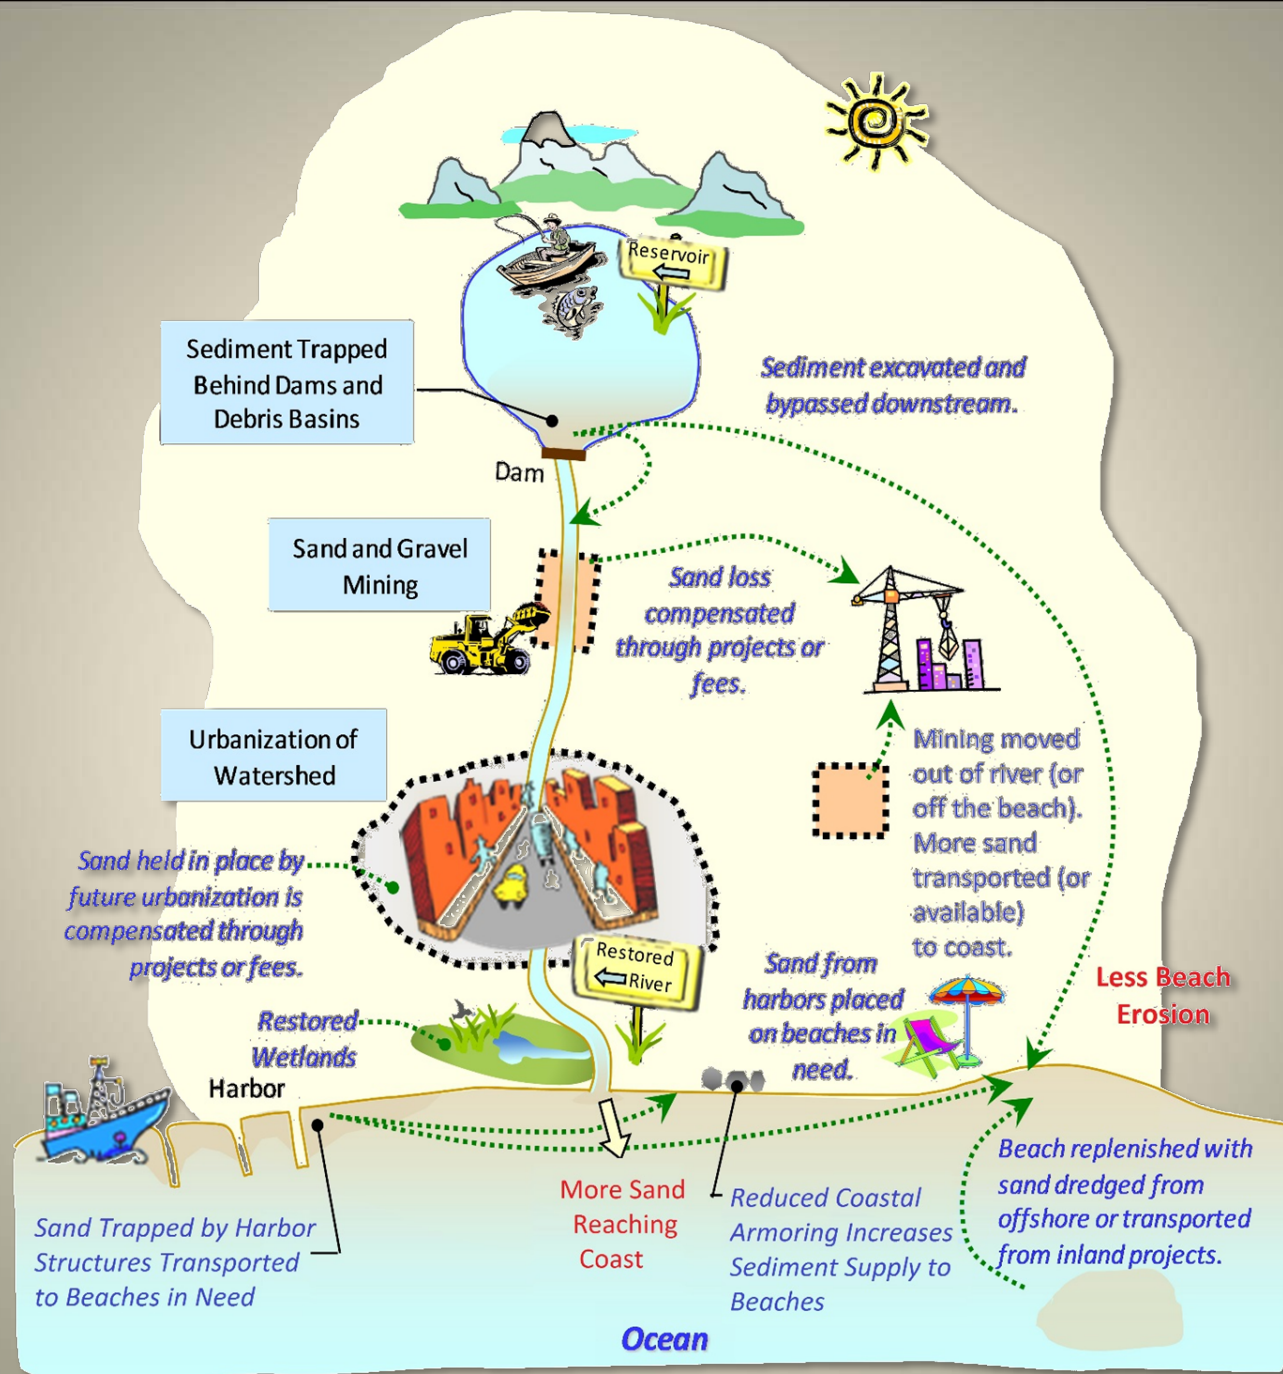 Reservoir
Sediment Trapped
Behind Dams and
Debris Basins
Sediment excavated and
bypassed downstream.
Dam
Sand and Gravel
Mining
Sand loss
compensated
through projects or
fees.
Urbanization of
Watershed
Mining moved
out of river (or
off the beach).
More sand
transported (or
available)
to coast.
Sand held in place by
future urbanization is
compensated through
projects or fees.
Restored
River
Sand from
harbors placed
on beaches in
need.
Less Beach
Erosion
Restored
Wetlands
Harbor
Beach replenished with
sand dredged from
offshore or transported
from inland projects.
More Sand
Reaching
Coast
Reduced Coastal
Armoring Increases
Sediment Supply to
Beaches
Sand Trapped by Harbor
Structures Transported
to Beaches in Need
Ocean